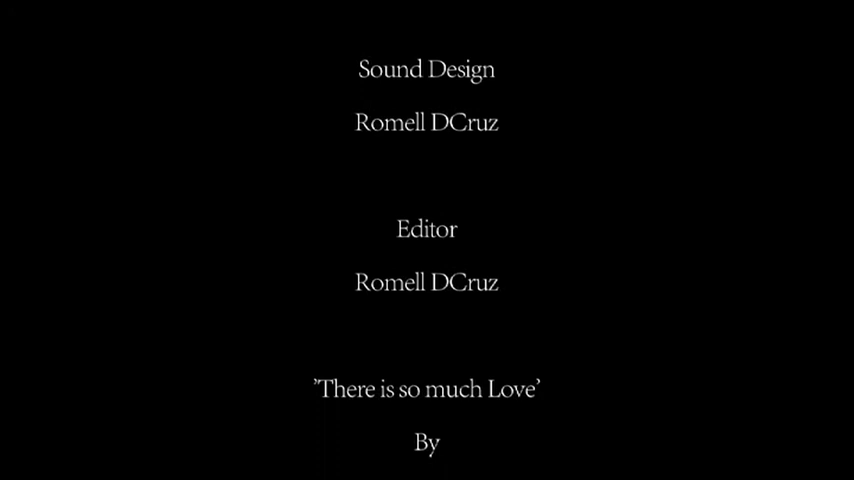 Sound Design
Romell DCruz
Editor
Romell DCruz
’There is so much Love’
By